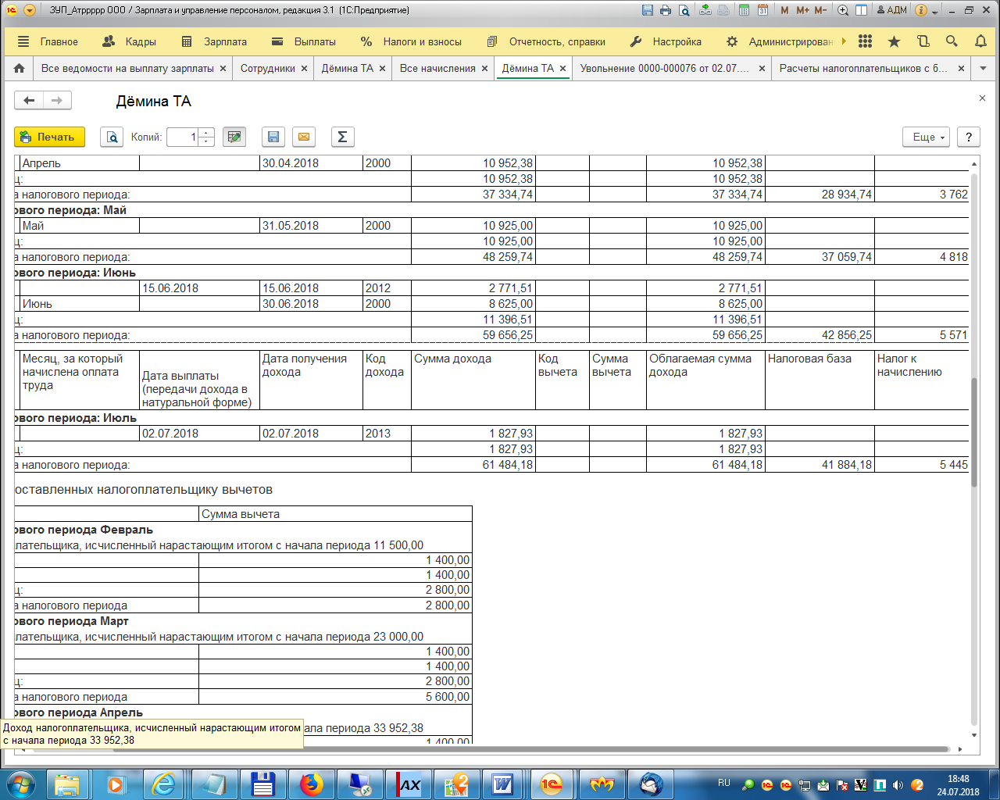 ЗУП_Атррррр ООО / Зарплата и управление персоналом, редакция 3.1 (1С:Предприятие)
M M+ M- АДМ
Главное Кадры Зарплата Выплаты Налоги и взносы Отчетность, справки Настройка Администрирован
Все ведомости на выплату зарплаты Сотрудники Дёмина ТА Все начисления Дёмина ТА Увольнение 0000-000076 от 02.07.... Расчеты налогоплательщиков с б...
Дёмина ТА
Печать Копий: 1 Σ Еще ?
Апрель 30.04.2018 2000 10 952,38 10 952,38
ц: 10 952,38 10 952,38
а налогового периода: 37 334,74 37 334,74 28 934,74 3 762
ового периода: Май
Май 31.05.2018 2000 10 925,00 10 925,00
ц: 10 925,00 10 925,00
а налогового периода: 48 259,74 48 259,74 37 059,74 4 818
ового периода: Июнь
15.06.2018 15.06.2018 2012 2 771,51 2 771,51
Июнь 30.06.2018 2000 8 625,00 8 625,00
ц: 11 396,51 11 396,51
а налогового периода: 59 656,25 59 656,25 42 856,25 5 571
Месяц, за который начислена оплата труда Дата выплаты (передачи дохода в натуральной форме) Дата получения дохода Код дохода Сумма дохода Код вычета Сумма вычета Облагаемая сумма дохода Налоговая база Налог к начислению
ового периода: Июль
02.07.2018 02.07.2018 2013 1 827,93 1 827,93
ц: 1 827,93 1 827,93
а налогового периода: 61 484,18 61 484,18 41 884,18 5 445
оставленных налогоплательщику вычетов
Сумма вычета
ового периода Февраль
лательщика, исчисленный нарастающим итогом с начала периода 11 500,00
1 400,00
1 400,00
ц: 2 800,00
а налогового периода 2 800,00
ового периода Март
лательщика, исчисленный нарастающим итогом с начала периода 23 000,00
1 400,00
1 400,00
ц: 2 800,00
а налогового периода 5 600,00
ового периода Апрель
Доход налогоплательщика, исчисленный нарастающим итогом
с начала периода 33 952,38
чала периода 33 952,38
1 400,00
RU 18:48
24.07.2018